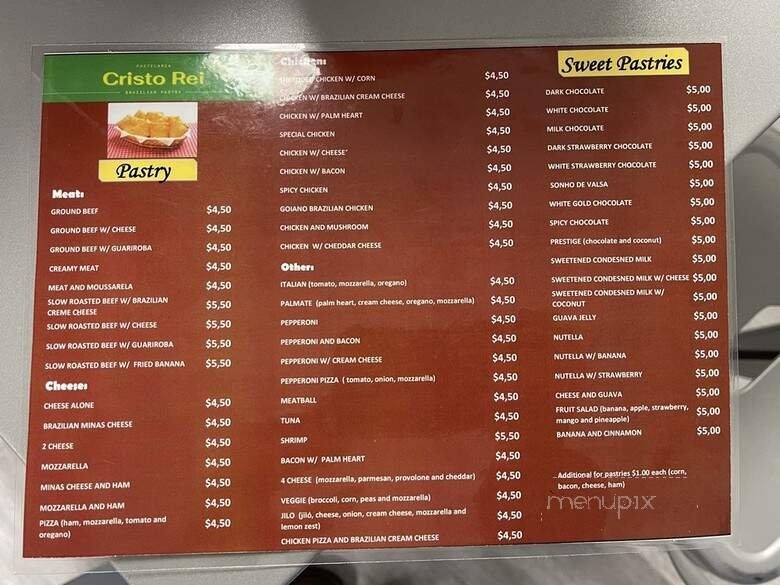 PASTELARIA
Cristo Rei
BRAZILIAN PASTRY
Pastry
Meat:
GROUND BEEF $4,50
GROUND BEEF W/ CHEESE $4,50
GROUND BEEF W/ GUARIROBA $4,50
CREAMY MEAT $4,50
MEAT AND MOUSSARELA $4,50
SLOW ROASTED BEEF W/ BRAZILIAN
CREME CHEESE $5,50
SLOW ROASTED BEEF W/ CHEESE $5,50
SLOW ROASTED BEEF W/ GUARIROBA $5,50
SLOW ROASTED BEEF W/ FRIED BANANA $5,50
Cheese:
CHEESE ALONE $4,50
BRAZILIAN MINAS CHEESE $4,50
2 CHEESE $4,50
MOZZARELLA $4,50
MINAS CHEESE AND HAM $4,50
MOZZARELLA AND HAM $4,50
PIZZA (ham, mozzarella, tomato and $4,50
oregano)
Chicken:
CHICKEN W/ CORN $4,50
CHICKEN W/ BRAZILIAN CREAM CHEESE $4,50
CHICKEN W/ PALM HEART $4,50
SPECIAL CHICKEN $4,50
CHICKEN W/ CHEESE $4,50
CHICKEN W/ BACON $4,50
SPICY CHICKEN $4,50
GOIANO BRAZILIAN CHICKEN $4,50
CHICKEN AND MUSHROOM $4,50
CHICKEN W/ CHEDDAR CHEESE $4,50
Other:
ITALIAN (tomato, mozzarella, oregano) $4,50
PALMATE (palm heart, cream cheese, oregano, mozzarella) $4,50
PEPPERONI $4,50
PEPPERONI AND BACON $4,50
PEPPERONI W/ CREAM CHEESE $4,50
PEPPERONI PIZZA ( tomato, onion, mozzarella) $4,50
MEATBALL $4,50
TUNA $4,50
SHRIMP $5,50
BACON W/ PALM HEART $4,50
4 CHEESE (mozzarella, parmesan, provolone and cheddar) $4,50
VEGGIE (broccoli, corn, peas and mozzarella) $4,50
JILO (jiló, cheese, onion, cream cheese, mozzarella and $4,50
lemon zest)
CHICKEN PIZZA AND BRAZILIAN CREAM CHEESE $4,50
Sweet Pastries
DARK CHOCOLATE $5,00
WHITE CHOCOLATE $5,00
MILK CHOCOLATE $5,00
DARK STRAWBERRY CHOCOLATE $5,00
WHITE STRAWBERRY CHOCOLATE $5,00
SONHO DE VALSA $5,00
WHITE GOLD CHOCOLATE $5,00
SPICY CHOCOLATE $5,00
PRESTIGE (chocolate and coconut) $5,00
SWEETENED CONDESNED MILK $5,00
SWEETENED CONDESNED MILK W/ CHEESE $5,00
SWEETENED CONDESNED MILK W/ $5,00
COCONUT
GUAVA JELLY $5,00
NUTELLA $5,00
NUTELLA W/ BANANA $5,00
NUTELLA W/ STRAWBERRY $5,00
CHEESE AND GUAVA $5,00
FRUIT SALAD (banana, apple, strawberry, $5,00
mango and pineapple)
BANANA AND CINNAMON $5,00
Additional for pastries $1.00 each (corn,
bacon, cheese, ham)
menupix